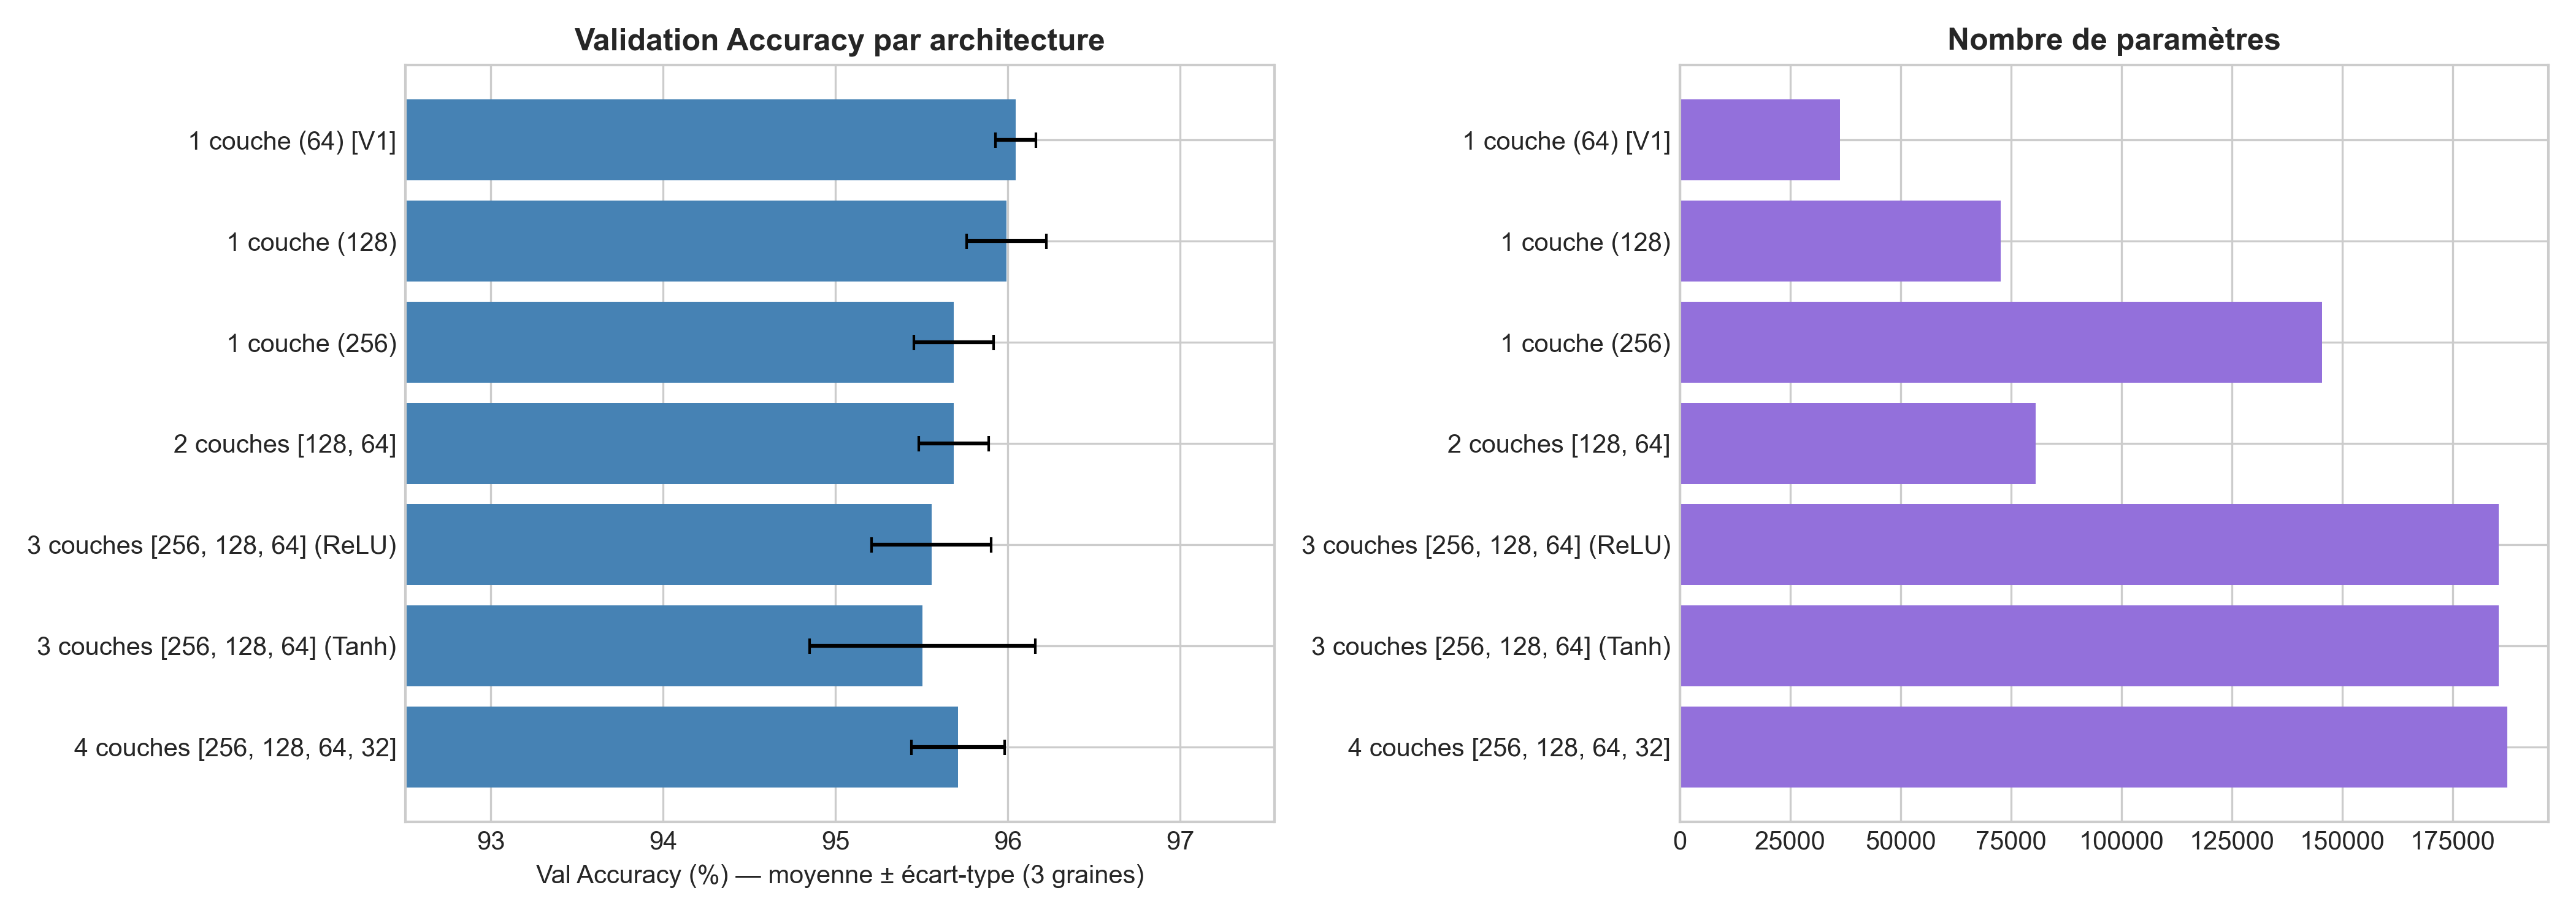 Validation Accuracy par architecture
1 couche (64) [V1]
1 couche (128)
1 couche (256)
2 couches [128, 64]
3 couches [256, 128, 64] (ReLU)
3 couches [256, 128, 64] (Tanh)
4 couches [256, 128, 64, 32]
93 94 95 96 97
Val Accuracy (%) — moyenne ± écart-type (3 graines)
Nombre de paramètres
1 couche (64) [V1]
1 couche (128)
1 couche (256)
2 couches [128, 64]
3 couches [256, 128, 64] (ReLU)
3 couches [256, 128, 64] (Tanh)
4 couches [256, 128, 64, 32]
0 25000 50000 75000 100000 125000 150000 175000